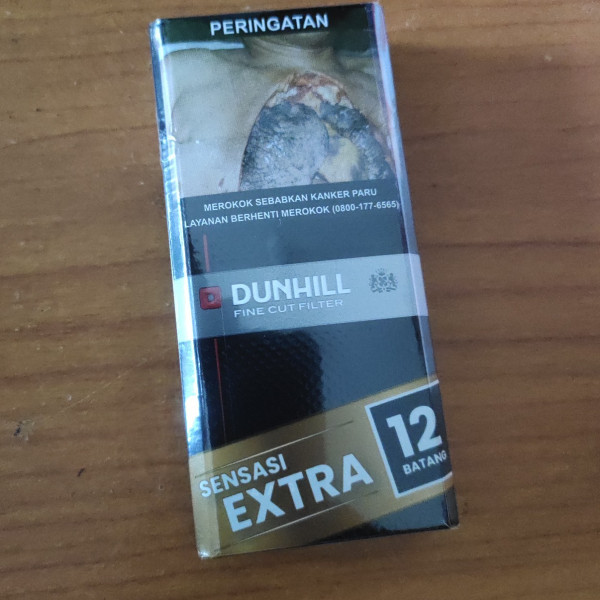 PERINGATAN
MEROKOK SEBABKAN KANKER PARU
LAYANAN BERHENTI MEROKOK (0800-177-6565)
DUNHILL
FINE CUT FILTER
SENSASI
EXTRA
12
BATANG